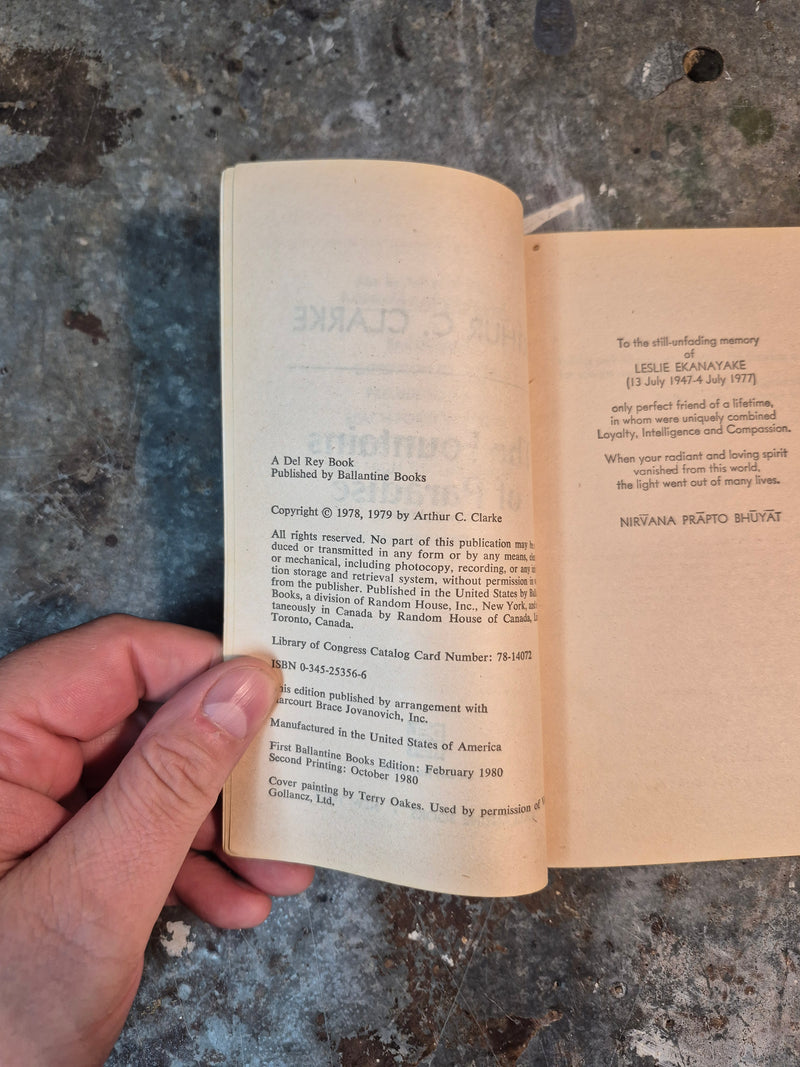 A Del Rey Book
Published by Ballantine Books
Copyright © 1978, 1979 by Arthur C. Clarke
All rights reserved. No part of this publication may
duced or transmitted in any form or by any means,
or mechanical, including photocopy, recording, or any
tion storage and retrieval system, without permission in
from the publisher. Published in the United States by
Books, a division of Random House, Inc., New York, and
taneously in Canada by Random House of Canada,
Toronto, Canada.
Library of Congress Catalog Card Number: 78-14072
ISBN 0-345-25356-6
edition published by arrangement with
Harcourt Brace Jovanovich, Inc.
Manufactured in the United States of America
First Ballantine Books Edition: February 1980
Second Printing: October 1980
Cover painting by Terry Oakes. Used by permission of
Gollancz, Ltd.
To the still-unfading memory
of
LESLIE EKANAYAKE
(13 July 1947-4 July 1977)
only perfect friend of a lifetime,
in whom were uniquely combined
Loyalty, Intelligence and Compassion.
When your radiant and loving spirit
vanished from this world,
the light went out of many lives.
NIRV̅ANA PRĀPTO BHŪYĀT